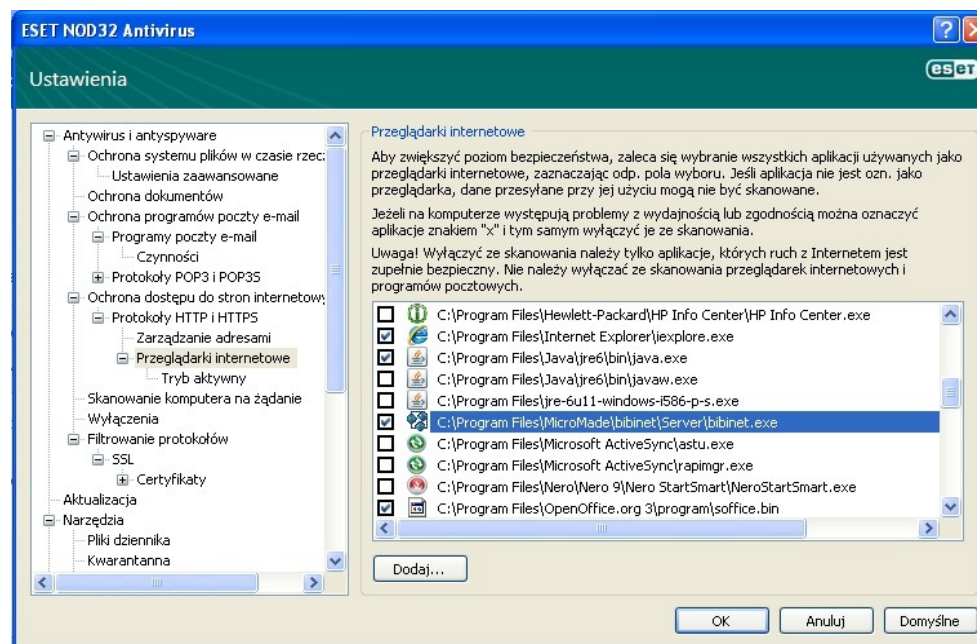 ESET NOD32 Antivirus
Ustawienia
eseT
Antywirus i antyspyware
Ochrona systemu plików w czasie rzec
Ustawienia zaawansowane
Ochrona dokumentów
Ochrona programów poczty e-mail
Programy poczty e-mail
Czynności
Protokoły POP3 i POP3S
Ochrona dostępu do stron internetowy
Protokoły HTTP i HTTPS
Zarządzanie adresami
Przeglądarki internetowe
Tryb aktywny
Skanowanie komputera na żądanie
Wyłączenia
Filtrowanie protokołów
SSL
Certyfikaty
Aktualizacja
Narzędzia
Pliki dziennika
Kwarantanna
Przeglądarki internetowe
Aby zwiększyć poziom bezpieczeństwa, zaleca się wybranie wszystkich aplikacji używanych jako
przeglądarki internetowe, zaznaczając odp. pola wyboru. Jeśli aplikacja nie jest ozn. jako
przeglądarka, dane przesyłane przy jej użyciu mogą nie być skanowane.
Jeżeli na komputerze występują problemy z wydajnością lub zgodnością można oznaczyć
aplikacje znakiem "x" i tym samym wyłączyć je ze skanowania.
Uwaga! Wyłączyć ze skanowania należy tylko aplikacje, których ruch z Internetem jest
zupełnie bezpieczny. Nie należy wyłączać ze skanowania przeglądarek internetowych i
programów pocztowych.
C:\Program Files\Hewlett-Packard\HP Info Center\HP Info Center.exe
C:\Program Files\Internet Explorer\iexplore.exe
C:\Program Files\Java\jre6\bin\java.exe
C:\Program Files\Java\jre6\bin\javaw.exe
C:\Program Files\jre-6u11-windows-i586-p-s.exe
C:\Program Files\MicroMade\bibinet\Server\bibinet.exe
C:\Program Files\Microsoft ActiveSync\astu.exe
C:\Program Files\Microsoft ActiveSync\rapimgr.exe
C:\Program Files\Nero\Nero 9\Nero StartSmart\NeroStartSmart.exe
C:\Program Files\OpenOffice.org 3\program\soffice.bin
Dodaj...
OK
Anuluj
Domyślne